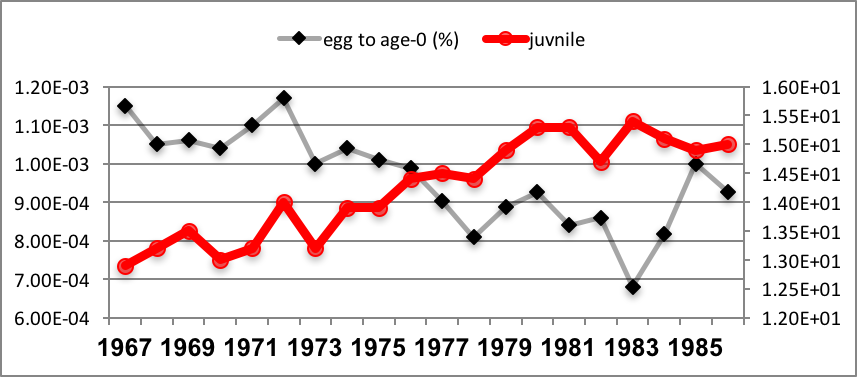 egg to age-0 (%) juvnile
1.20E-03 1.60E+01
1.10E-03 1.55E+01
1.00E-03 1.50E+01
9.00E-04 1.45E+01
8.00E-04 1.40E+01
7.00E-04 1.35E+01
6.00E-04 1.30E+01
1.25E+01
1.20E+01
1967 1969 1971 1973 1975 1977 1979 1981 1983 1985